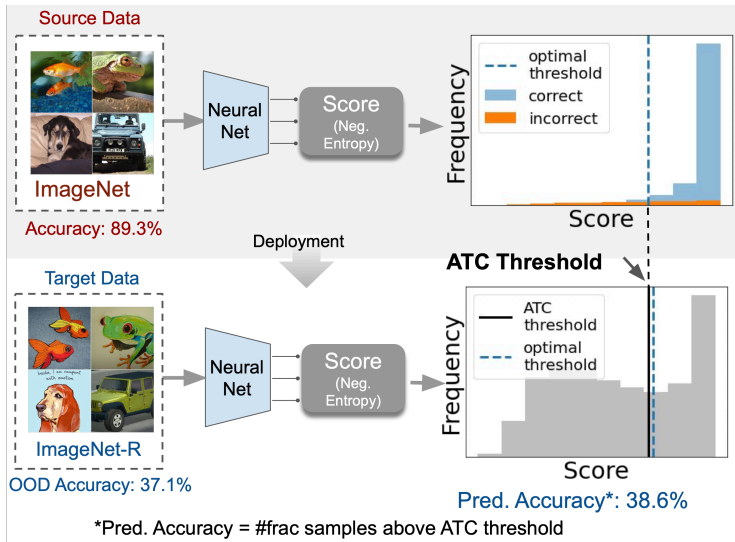 Source Data
ImageNet
Accuracy: 89.3%
Neural
Net
Score
(Neg.
Entropy)
Frequency
optimal
threshold
correct
incorrect
Score
Deployment
ATC Threshold
Target Data
ImageNet-R
OOD Accuracy: 37.1%
Neural
Net
Score
(Neg.
Entropy)
Frequency
ATC
threshold
optimal
threshold
Score
Pred. Accuracy*: 38.6%
*Pred. Accuracy = #frac samples above ATC threshold